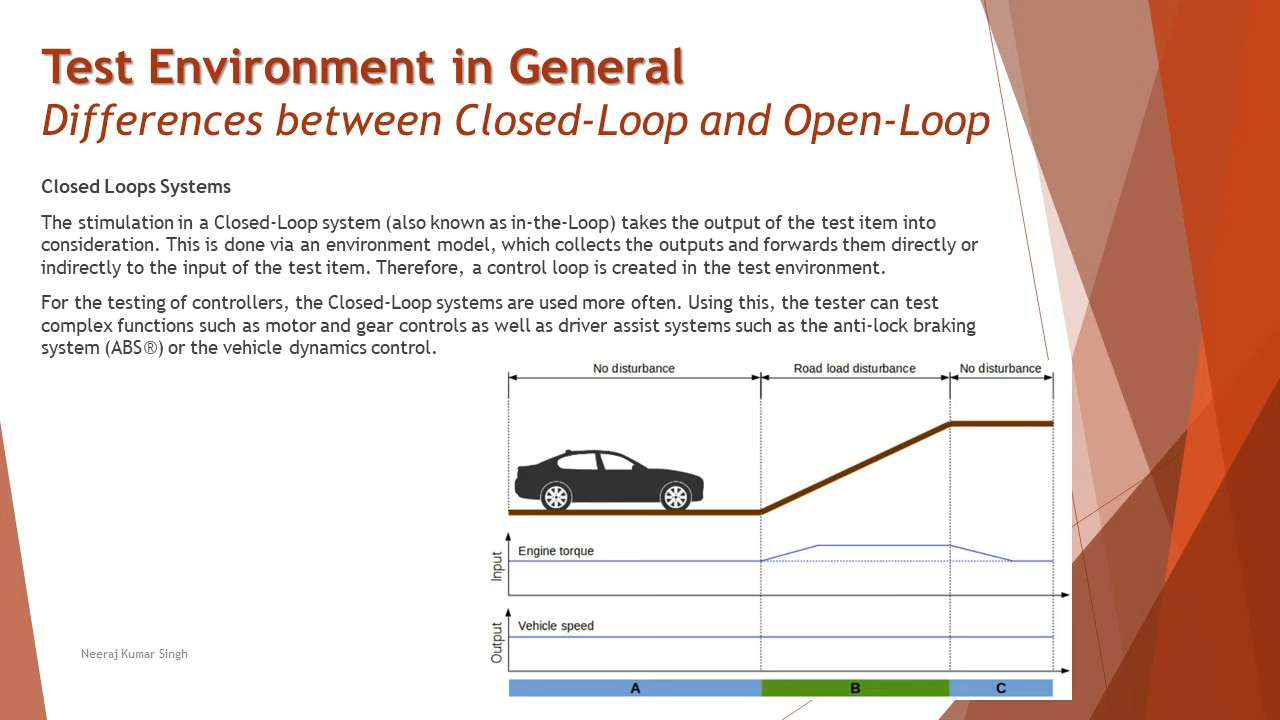 Test Environment in General
Differences between Closed-Loop and Open-Loop
Closed Loops Systems
The stimulation in a Closed-Loop system (also known as in-the-Loop) takes the output of the test item into
consideration. This is done via an environment model, which collects the outputs and forwards them directly or
indirectly to the input of the test item. Therefore, a control loop is created in the test environment.
For the testing of controllers, the Closed-Loop systems are used more often. Using this, the tester can test
complex functions such as motor and gear controls as well as driver assist systems such as the anti-lock braking
system (ABS®) or the vehicle dynamics control.
No disturbance
Road load disturbance
No disturbance
Input
Engine torque
Output
Vehicle speed
A
B
C
Neeraj Kumar Singh